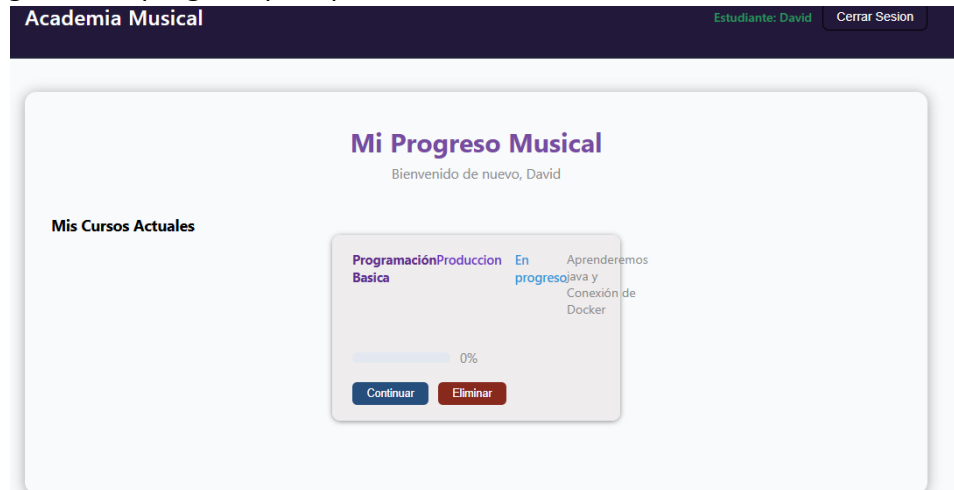 Academia Musical
Estudiante: David
Cerrar Sesion
Mi Progreso Musical
Bienvenido de nuevo, David
Mis Cursos Actuales
Programación
Basica
Produccion
En
progreso
Aprenderemos
java y
Conexión de
Docker
0%
Continuar
Eliminar